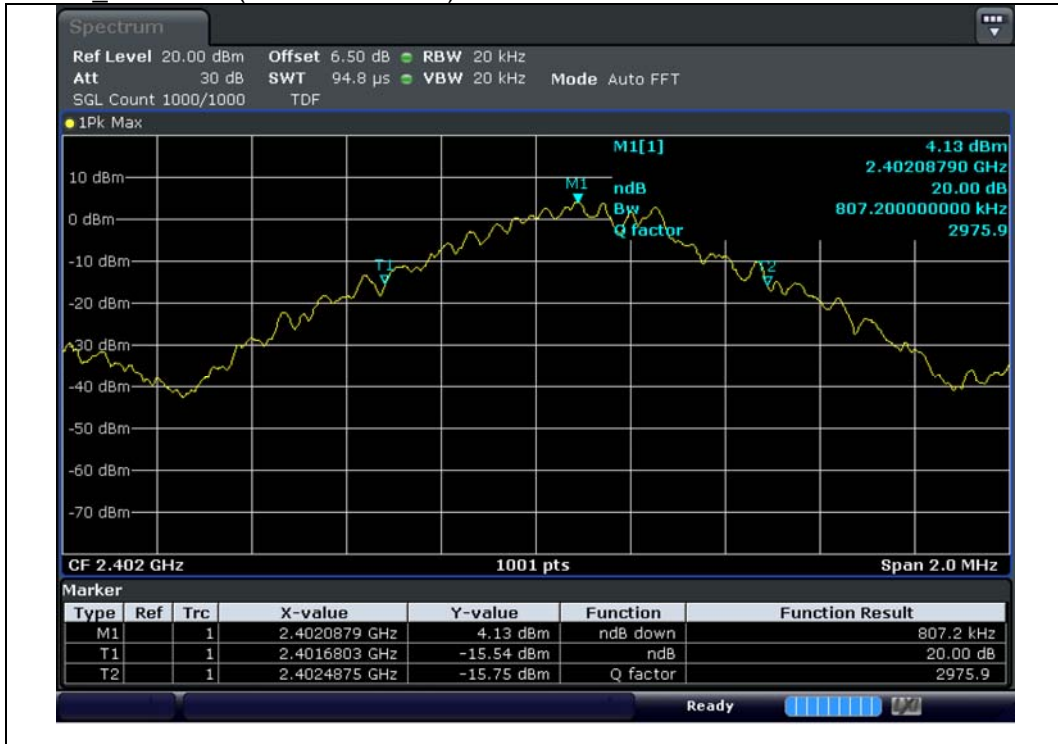 Spectrum
Ref Level 20.00 dBm Offset 6.50 dB RBW 20 kHz
Att 30 dB SWT 94.8 µs VBW 20 kHz Mode Auto FFT
SGL Count 1000/1000 TDF
1Pk Max
M1[1] 4.13 dBm
2.40208790 GHz
ndB 20.00 dB
Bw 807.200000000 kHz
Q factor 2975.9
M1
T1
T2
10 dBm
0 dBm
-10 dBm
-20 dBm
-30 dBm
-40 dBm
-50 dBm
-60 dBm
-70 dBm
CF 2.402 GHz 1001 pts Span 2.0 MHz
Marker
Type Ref Trc X-value Y-value Function Function Result
M1 1 2.4020879 GHz 4.13 dBm ndB down 807.2 kHz
T1 1 2.4016803 GHz -15.54 dBm ndB 20.00 dB
T2 1 2.4024875 GHz -15.75 dBm Q factor 2975.9
Ready